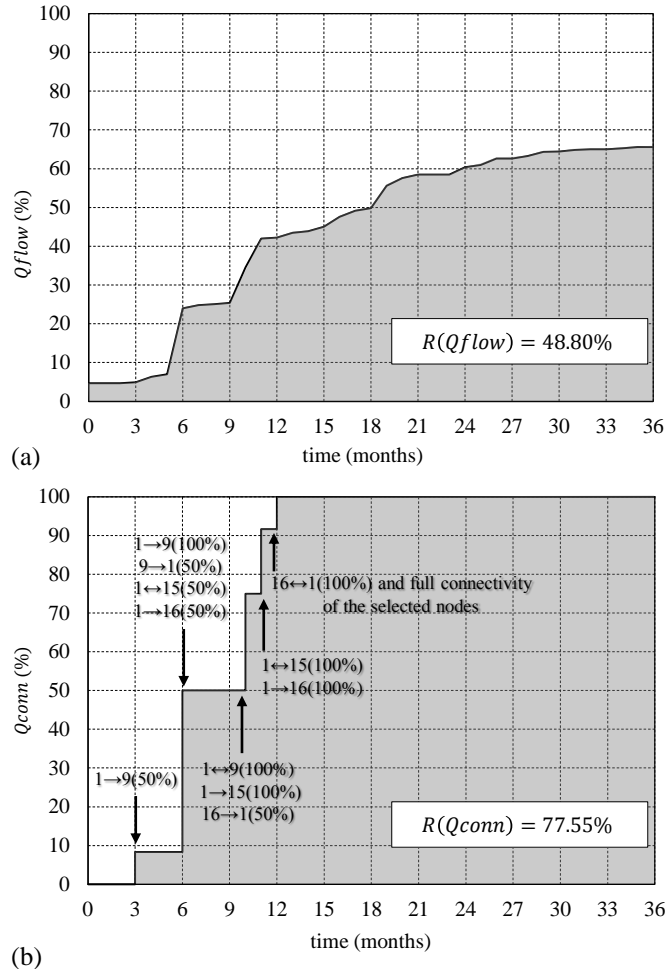 100
90
80
70
60
50
40
30
20
10
0
Qflow (%)
R(Qflow) = 48.80%
0 3 6 9 12 15 18 21 24 27 30 33 36
time (months)
(a)
100
90
80
70
60
50
40
30
20
10
0
Qconn (%)
1→9(100%)
9→1(50%)
1↔15(50%)
1→16(50%)
16↔1(100%) and full connectivity
of the selected nodes
1↔15(100%)
1→16(100%)
1→9(50%)
1↔9(100%)
1→15(100%)
16→1(50%)
R(Qconn) = 77.55%
0 3 6 9 12 15 18 21 24 27 30 33 36
time (months)
(b)